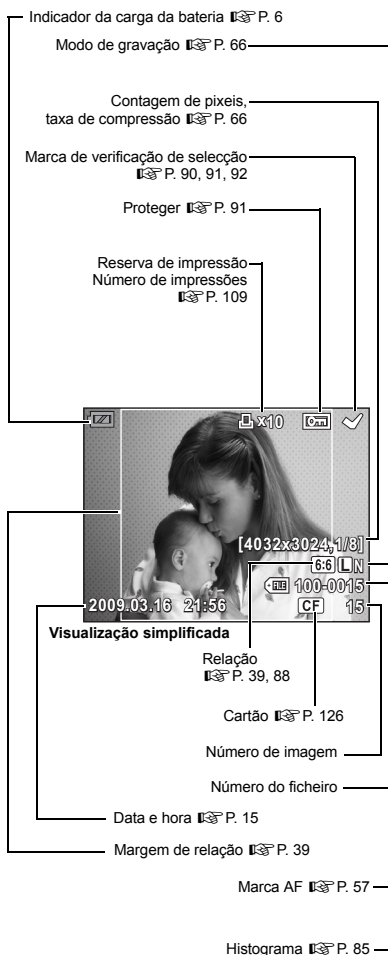 Indicador da carga da bateria ☞ P. 6
Modo de gravação ☞ P. 66
Contagem de pixeis,
taxa de compressão ☞ P. 66
Marca de verificação de selecção
☞ P. 90, 91, 92
Proteger ☞ P. 91
Reserva de impressão
Número de impressões
☞ P. 109
x10
[4032x3024,1/8]
6:6 L N
FILE 100-0015
2009.03.16 21:56 CF 15
Visualização simplificada
Relação
☞ P. 39, 88
Cartão ☞ P. 126
Número de imagem
Número do ficheiro
Data e hora ☞ P. 15
Margem de relação ☞ P. 39
Marca AF ☞ P. 57
Histograma ☞ P. 85